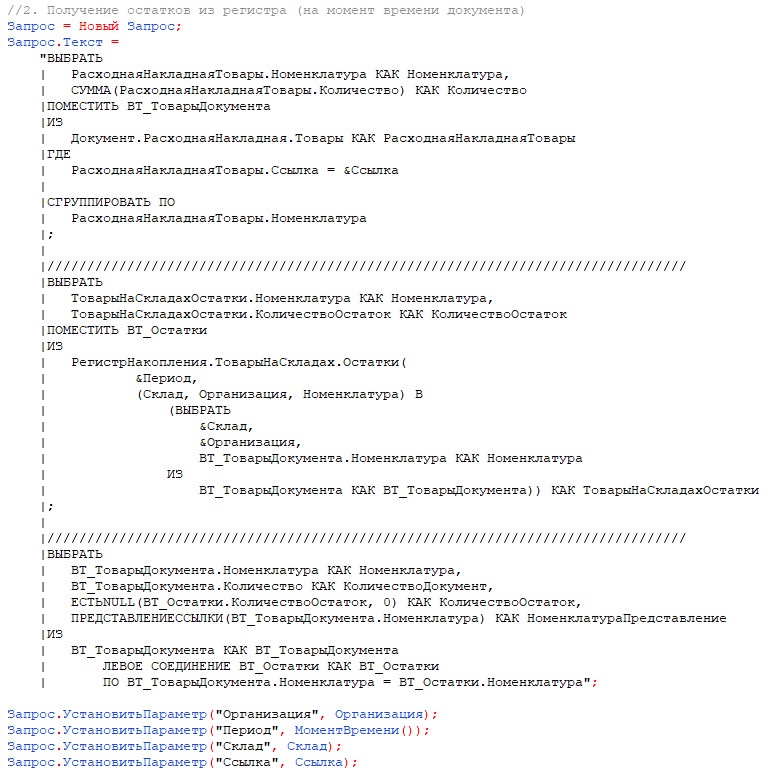 //2. Получение остатков из регистра (на момент времени документа)
Запрос = Новый Запрос;
Запрос.Текст =
    "ВЫБРАТЬ
    |   РасходнаяНакладнаяТовары.Номенклатура КАК Номенклатура,
    |   СУММА(РасходнаяНакладнаяТовары.Количество) КАК Количество
    |ПОМЕСТИТЬ ВТ_ТоварыДокумента
    |ИЗ
    |   Документ.РасходнаяНакладная.Товары КАК РасходнаяНакладнаяТовары
    |ГДЕ
    |   РасходнаяНакладнаяТовары.Ссылка = &Ссылка
    |
    |СГРУППИРОВАТЬ ПО
    |   РасходнаяНакладнаяТовары.Номенклатура
    |;
    |
    |////////////////////////////////////////////////////////////////////////////////
    |ВЫБРАТЬ
    |   ТоварыНаСкладахОстатки.Номенклатура КАК Номенклатура,
    |   ТоварыНаСкладахОстатки.КоличествоОстаток КАК КоличествоОстаток
    |ПОМЕСТИТЬ ВТ_Остатки
    |ИЗ
    |   РегистрНакопления.ТоварыНаСкладах.Остатки(
    |           &Период,
    |           (Склад, Организация, Номенклатура) В
    |               (ВЫБРАТЬ
    |                   &Склад,
    |                   &Организация,
    |                   ВТ_ТоварыДокумента.Номенклатура КАК Номенклатура
    |               ИЗ
    |                   ВТ_ТоварыДокумента КАК ВТ_ТоварыДокумента)) КАК ТоварыНаСкладахОстатки
    |;
    |
    |////////////////////////////////////////////////////////////////////////////////
    |ВЫБРАТЬ
    |   ВТ_ТоварыДокумента.Номенклатура КАК Номенклатура,
    |   ВТ_ТоварыДокумента.Количество КАК КоличествоДокумент,
    |   ЕСТЬNULL(ВТ_Остатки.КоличествоОстаток, 0) КАК КоличествоОстаток,
    |   ПРЕДСТАВЛЕНИЕССЫЛКИ(ВТ_ТоварыДокумента.Номенклатура) КАК НоменклатураПредставление
    |ИЗ
    |   ВТ_ТоварыДокумента КАК ВТ_ТоварыДокумента
    |       ЛЕВОЕ СОЕДИНЕНИЕ ВТ_Остатки КАК ВТ_Остатки
    |       ПО ВТ_ТоварыДокумента.Номенклатура = ВТ_Остатки.Номенклатура";

Запрос.УстановитьПараметр("Организация", Организация);
Запрос.УстановитьПараметр("Период", МоментВремени());
Запрос.УстановитьПараметр("Склад", Склад);
Запрос.УстановитьПараметр("Ссылка", Ссылка);